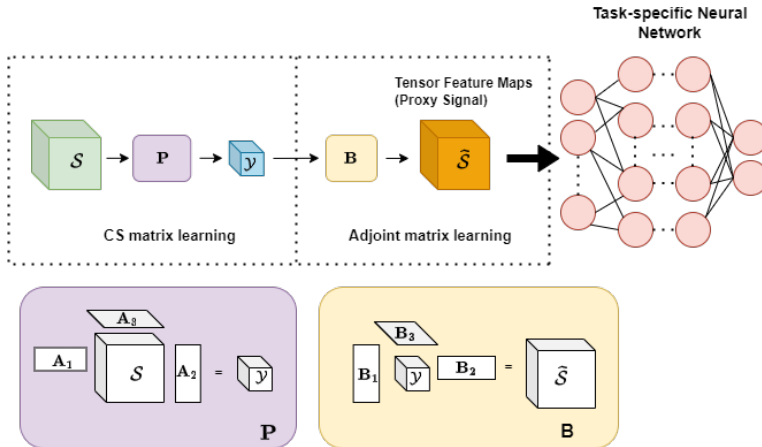 Task-specific Neural
Network
Tensor Feature Maps
(Proxy Signal)
𝒮
P
𝒴
B
𝒮̃
CS matrix learning
Adjoint matrix learning
A₃
A₁
𝒮
A₂
=
𝒴
P
B₃
B₁
𝒴
B₂
=
𝒮̃
B